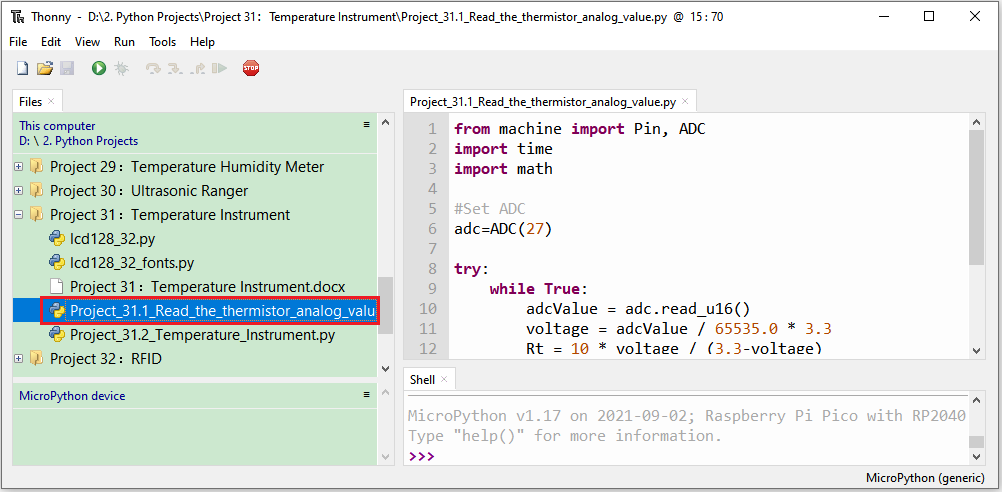 Thonny - D:\2. Python Projects\Project 31：Temperature Instrument\Project_31.1_Read_the_thermistor_analog_value.py @ 15 : 70
File Edit View Run Tools Help
STOP
Files ×
This computer
D: \ 2. Python Projects
Project 29：Temperature Humidity Meter
Project 30：Ultrasonic Ranger
Project 31：Temperature Instrument
lcd128_32.py
lcd128_32_fonts.py
Project 31：Temperature Instrument.docx
Project_31.1_Read_the_thermistor_analog_valu
Project_31.2_Temperature_Instrument.py
Project 32：RFID
MicroPython device
Project_31.1_Read_the_thermistor_analog_value.py ×
1 from machine import Pin, ADC
2 import time
3 import math
4
5 #Set ADC
6 adc=ADC(27)
7
8 try:
9 while True:
10 adcValue = adc.read_u16()
11 voltage = adcValue / 65535.0 * 3.3
12 Rt = 10 * voltage / (3.3-voltage)
Shell ×
MicroPython v1.17 on 2021-09-02; Raspberry Pi Pico with RP2040
Type "help()" for more information.
>>>
MicroPython (generic)